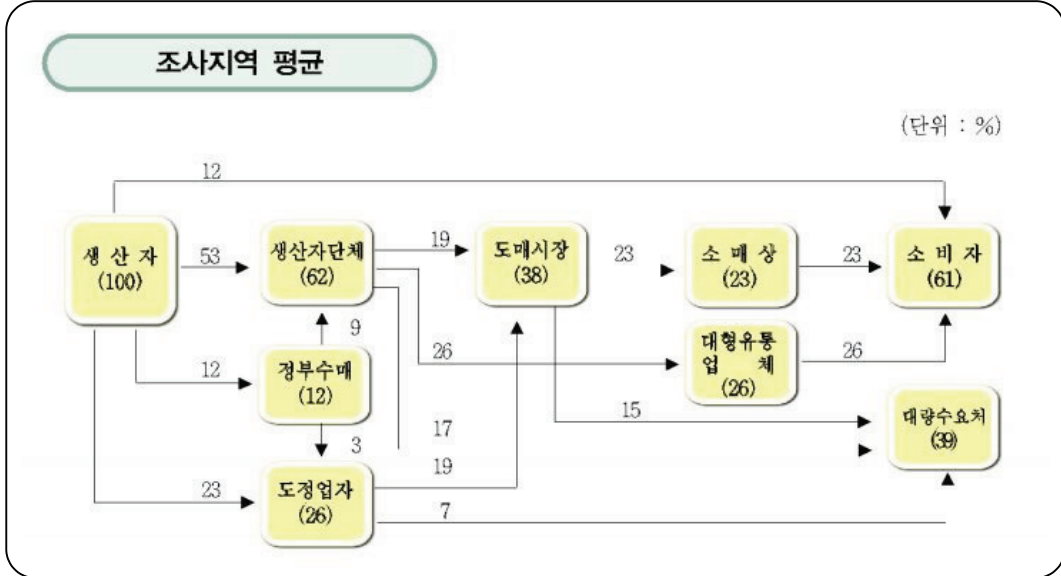 조사지역 평균
(단위 : %)
12
생 산 자
(100)
53
생산자단체
(62)
19
도매시장
(38)
23
소 매 상
(23)
23
소 비 자
(61)
9
12
정부수매
(12)
26
대형유통
업 체
(26)
26
15
대량수요처
(39)
3
17
19
23
도정업자
(26)
7